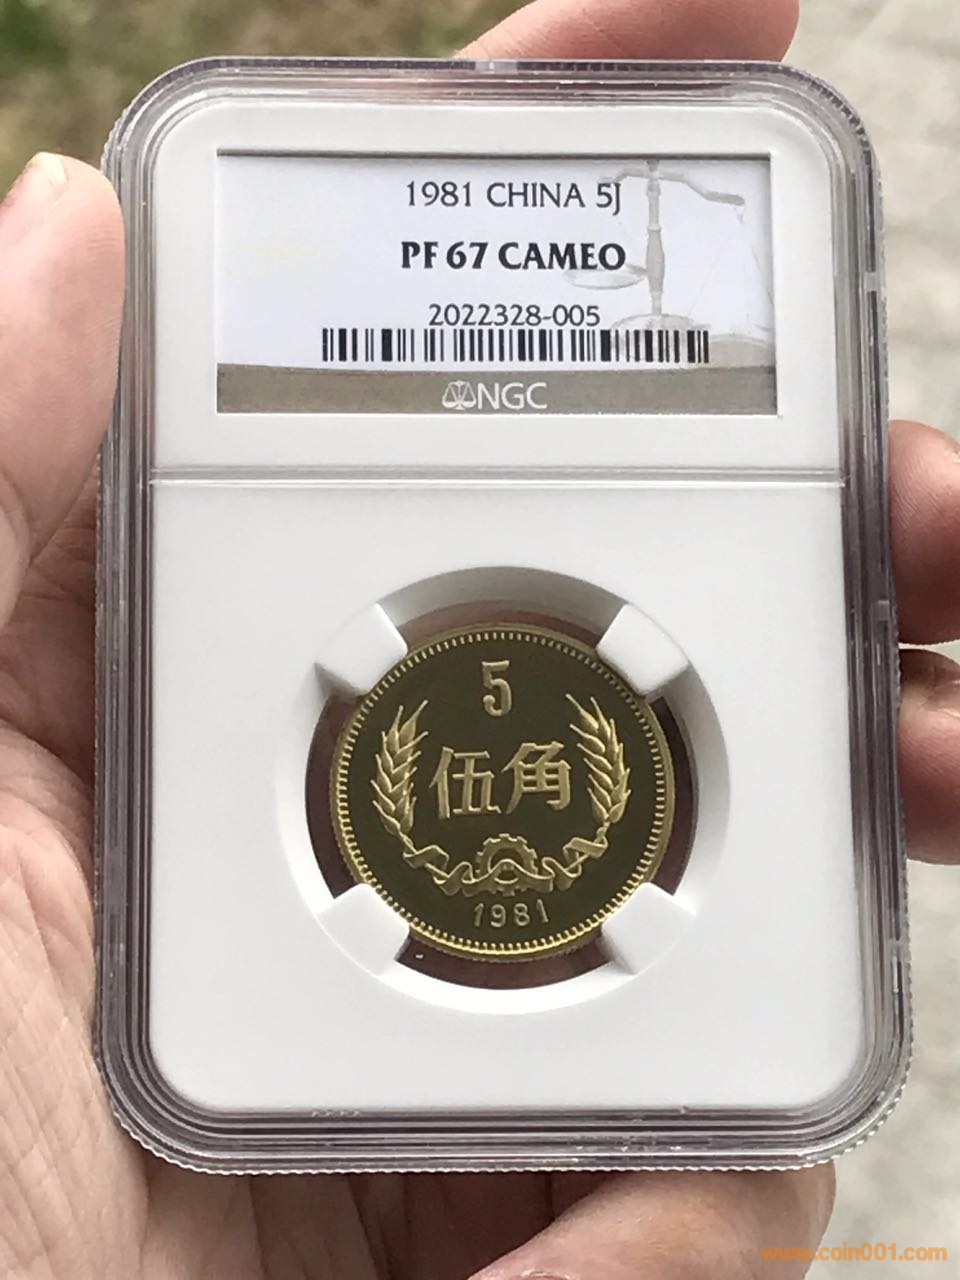 1981 CHINA 5J
PF 67 CAMEO
2022328-005
NGC
5
伍角
1981
www.coin001.com